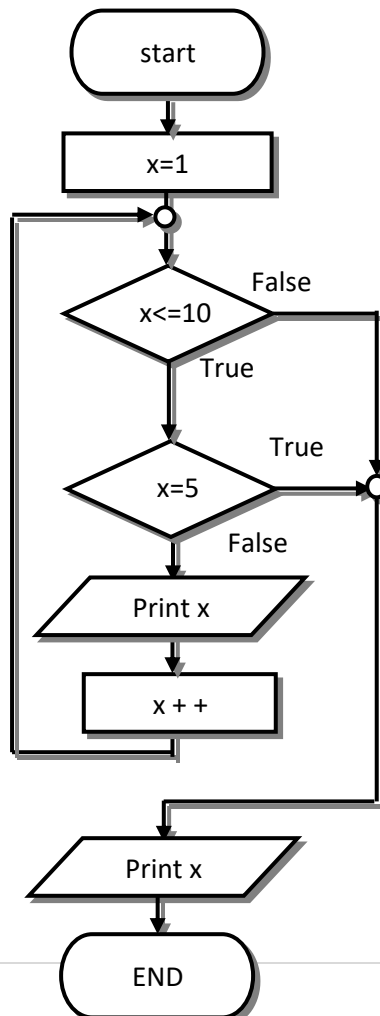 start
x=1
x<=10
False
True
x=5
True
False
Print x
x + +
Print x
END